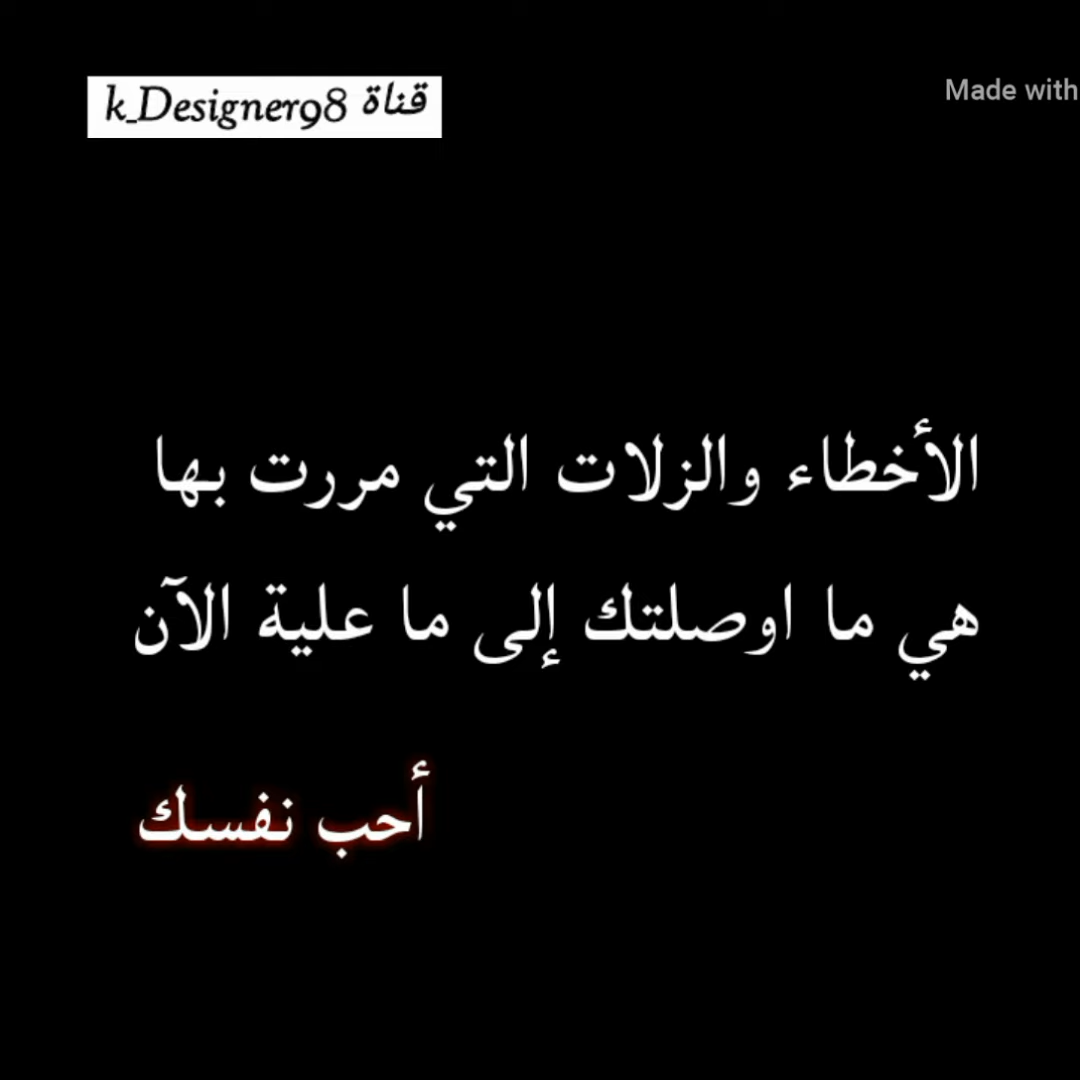 قناة k_Designer98
Made with
الأخطاء والزلات التي مررت بها
هي ما اوصلتك إلى ما علية الآن
أحب نفسك